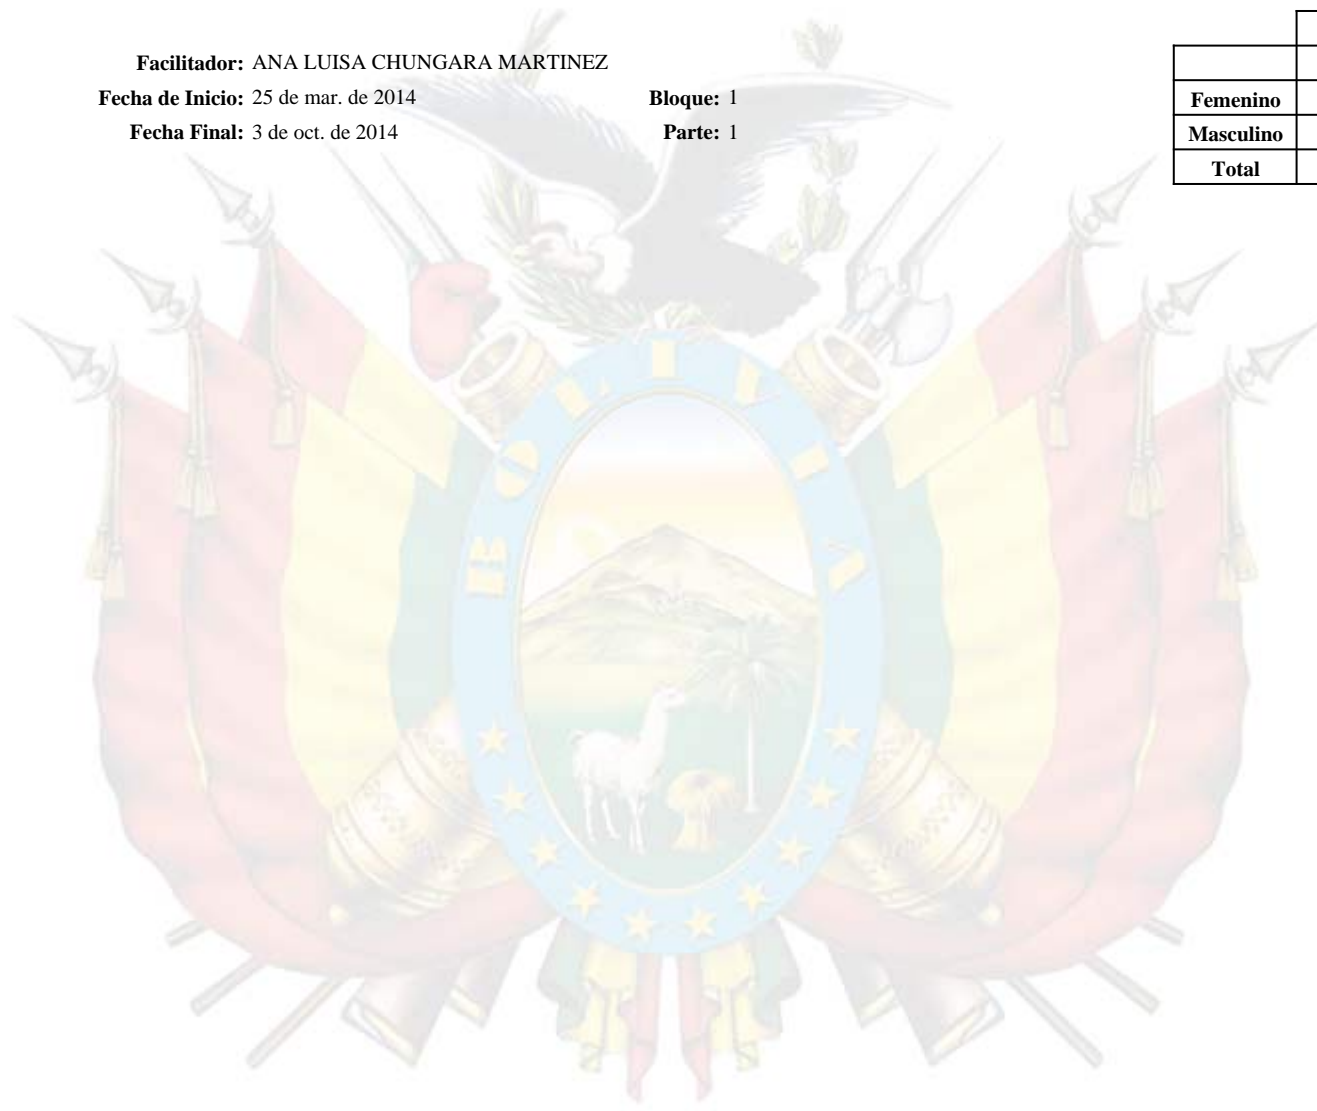 Facilitador: ANA LUISA CHUNGARA MARTINEZ
Fecha de Inicio: 25 de mar. de 2014 Bloque: 1
Fecha Final: 3 de oct. de 2014 Parte: 1
Femenino
Masculino
Total
BOLIVIA